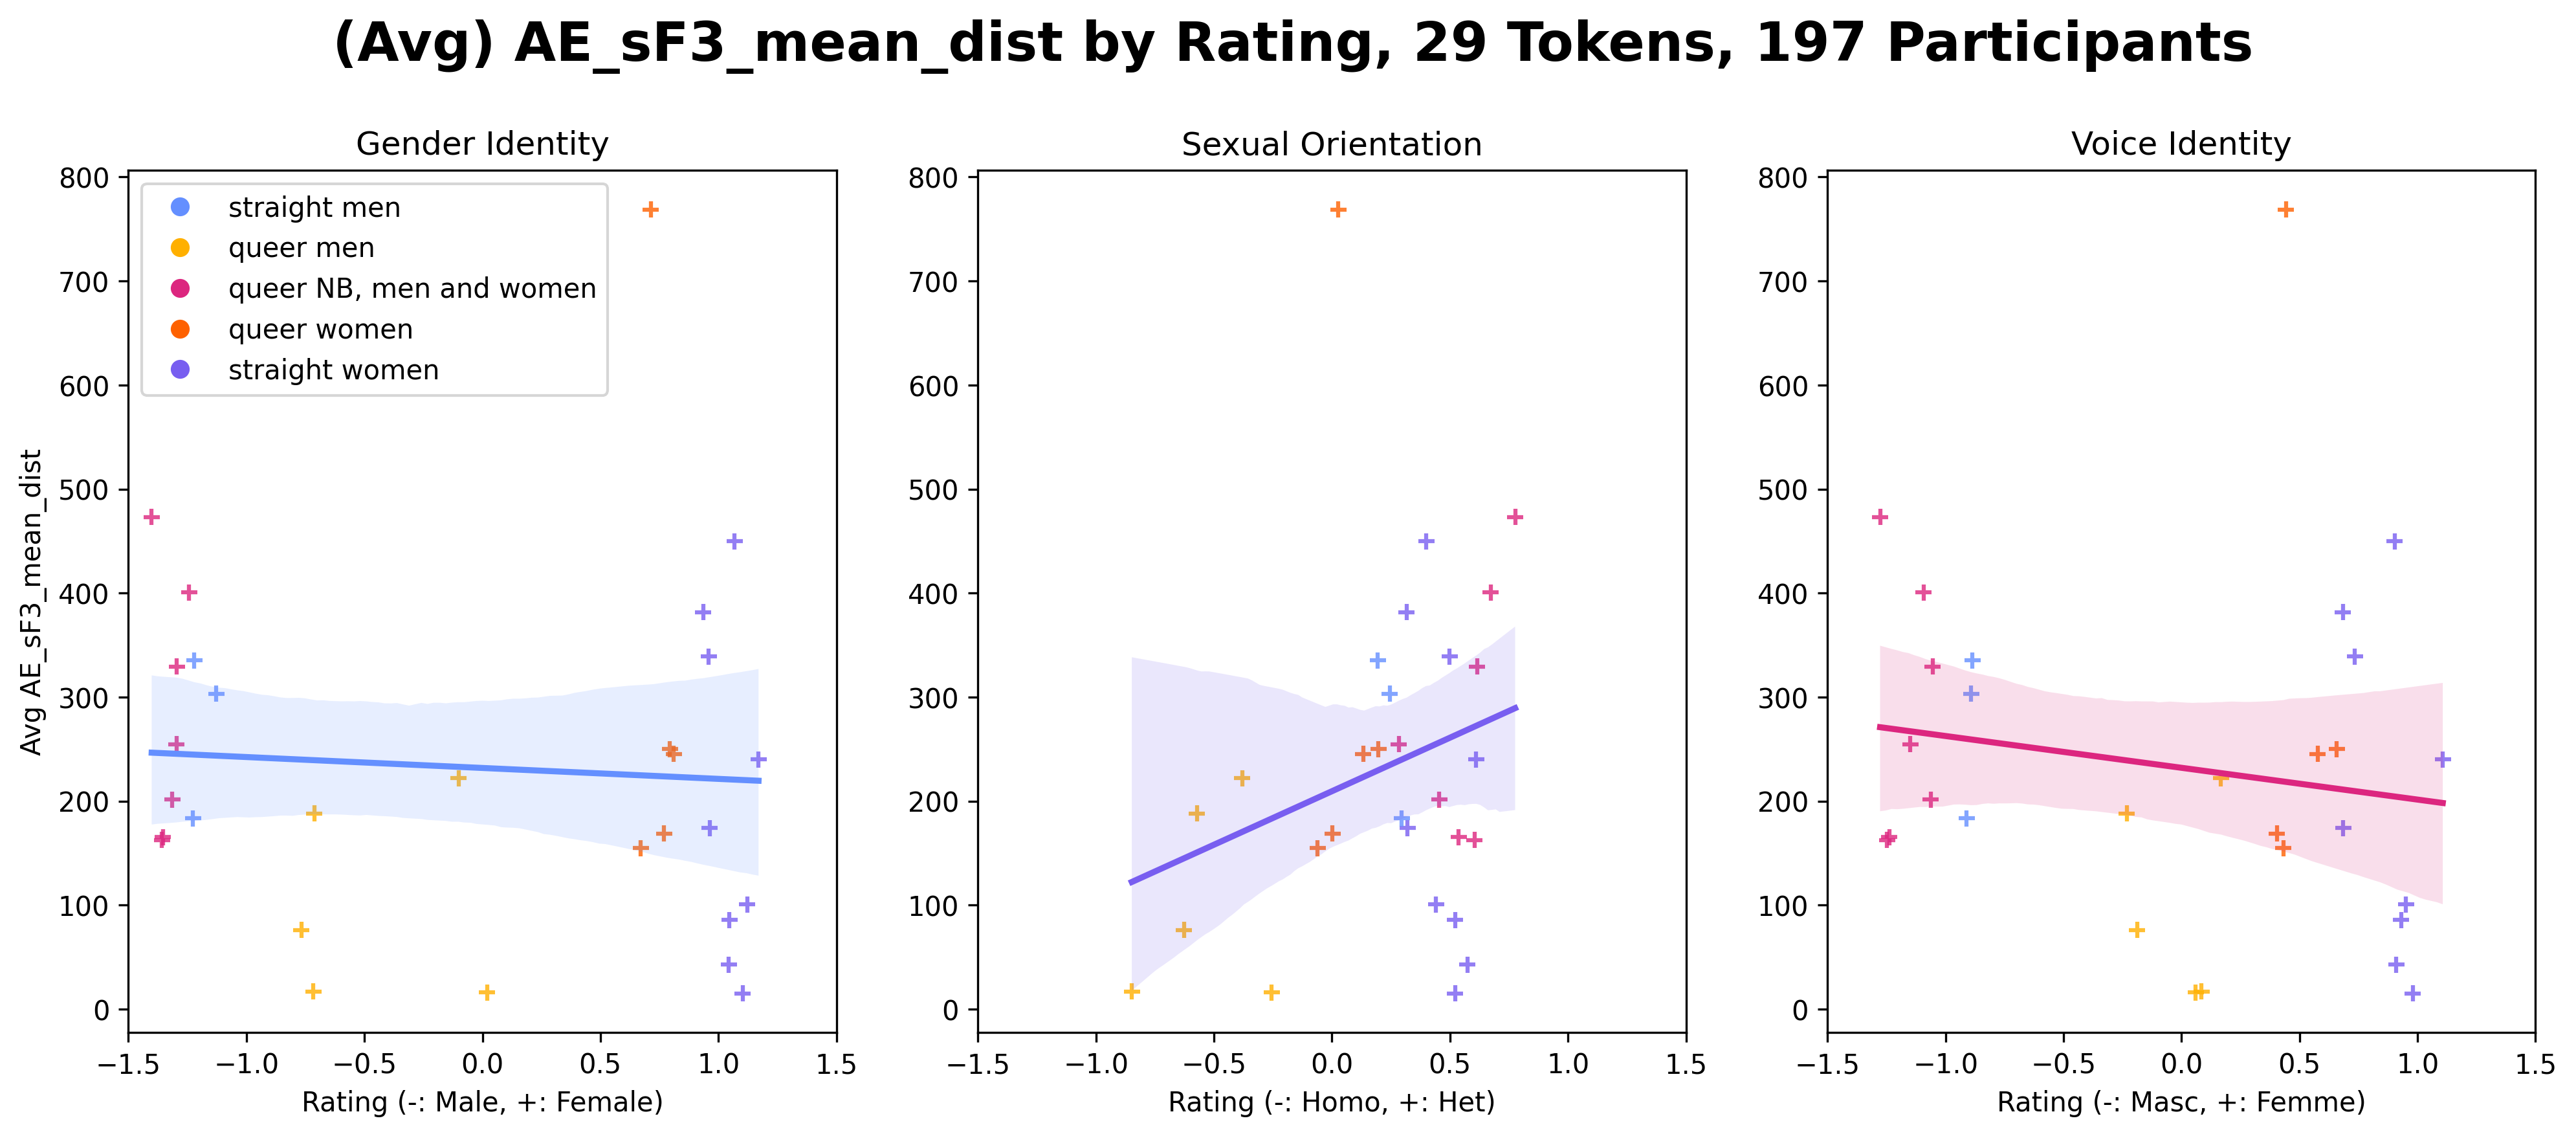 (Avg) AE_sF3_mean_dist by Rating, 29 Tokens, 197 Participants
Gender Identity
Sexual Orientation
Voice Identity
Avg AE_sF3_mean_dist
800
700
600
500
400
300
200
100
0
straight men
queer men
queer NB, men and women
queer women
straight women
−1.5 −1.0 −0.5 0.0 0.5 1.0 1.5
Rating (-: Male, +: Female)
800
700
600
500
400
300
200
100
0
−1.5 −1.0 −0.5 0.0 0.5 1.0 1.5
Rating (-: Homo, +: Het)
800
700
600
500
400
300
200
100
0
−1.5 −1.0 −0.5 0.0 0.5 1.0 1.5
Rating (-: Masc, +: Femme)